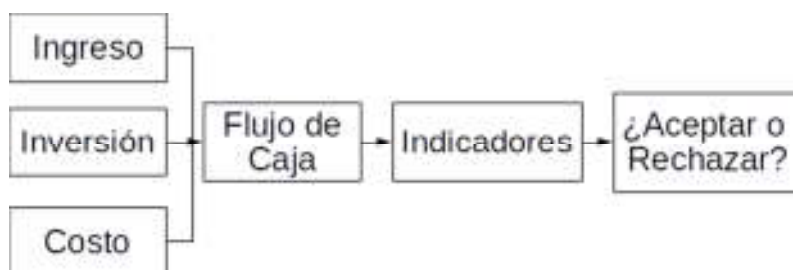 Ingreso
Inversión
Costo
Flujo de
Caja
Indicadores
¿Aceptar o
Rechazar?